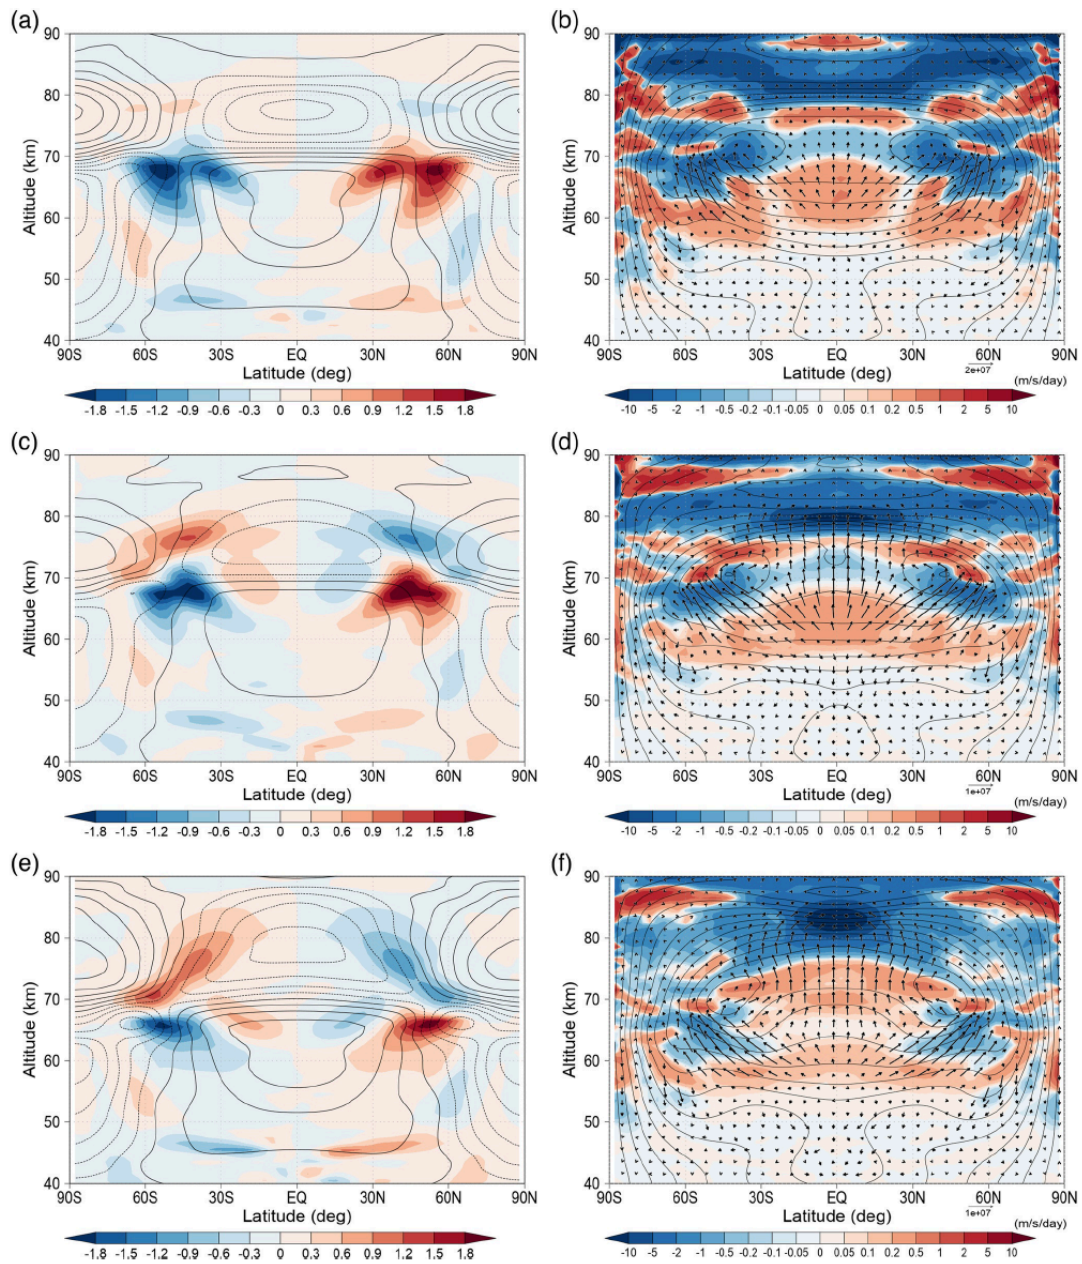 (a)
(b)
90
80
70
60
50
40
Altitude (km)
90S 60S 30S EQ 30N 60N 90N
Latitude (deg)
-1.8 -1.5 -1.2 -0.9 -0.6 -0.3 0 0.3 0.6 0.9 1.2 1.5 1.8
90
80
70
60
50
40
Altitude (km)
90S 60S 30S EQ 30N 60N 90N
Latitude (deg)
2e+07
(m/s/day)
-10 -5 -2 -1 -0.5 -0.2 -0.1 -0.05 0 0.05 0.1 0.2 0.5 1 2 5 10
(c)
(d)
90
80
70
60
50
40
Altitude (km)
90S 60S 30S EQ 30N 60N 90N
Latitude (deg)
-1.8 -1.5 -1.2 -0.9 -0.6 -0.3 0 0.3 0.6 0.9 1.2 1.5 1.8
90
80
70
60
50
40
Altitude (km)
90S 60S 30S EQ 30N 60N 90N
Latitude (deg)
1e+07
(m/s/day)
-10 -5 -2 -1 -0.5 -0.2 -0.1 -0.05 0 0.05 0.1 0.2 0.5 1 2 5 10
(e)
(f)
90
80
70
60
50
40
Altitude (km)
90S 60S 30S EQ 30N 60N 90N
Latitude (deg)
-1.8 -1.5 -1.2 -0.9 -0.6 -0.3 0 0.3 0.6 0.9 1.2 1.5 1.8
90
80
70
60
50
40
Altitude (km)
90S 60S 30S EQ 30N 60N 90N
Latitude (deg)
1e+07
(m/s/day)
-10 -5 -2 -1 -0.5 -0.2 -0.1 -0.05 0 0.05 0.1 0.2 0.5 1 2 5 10